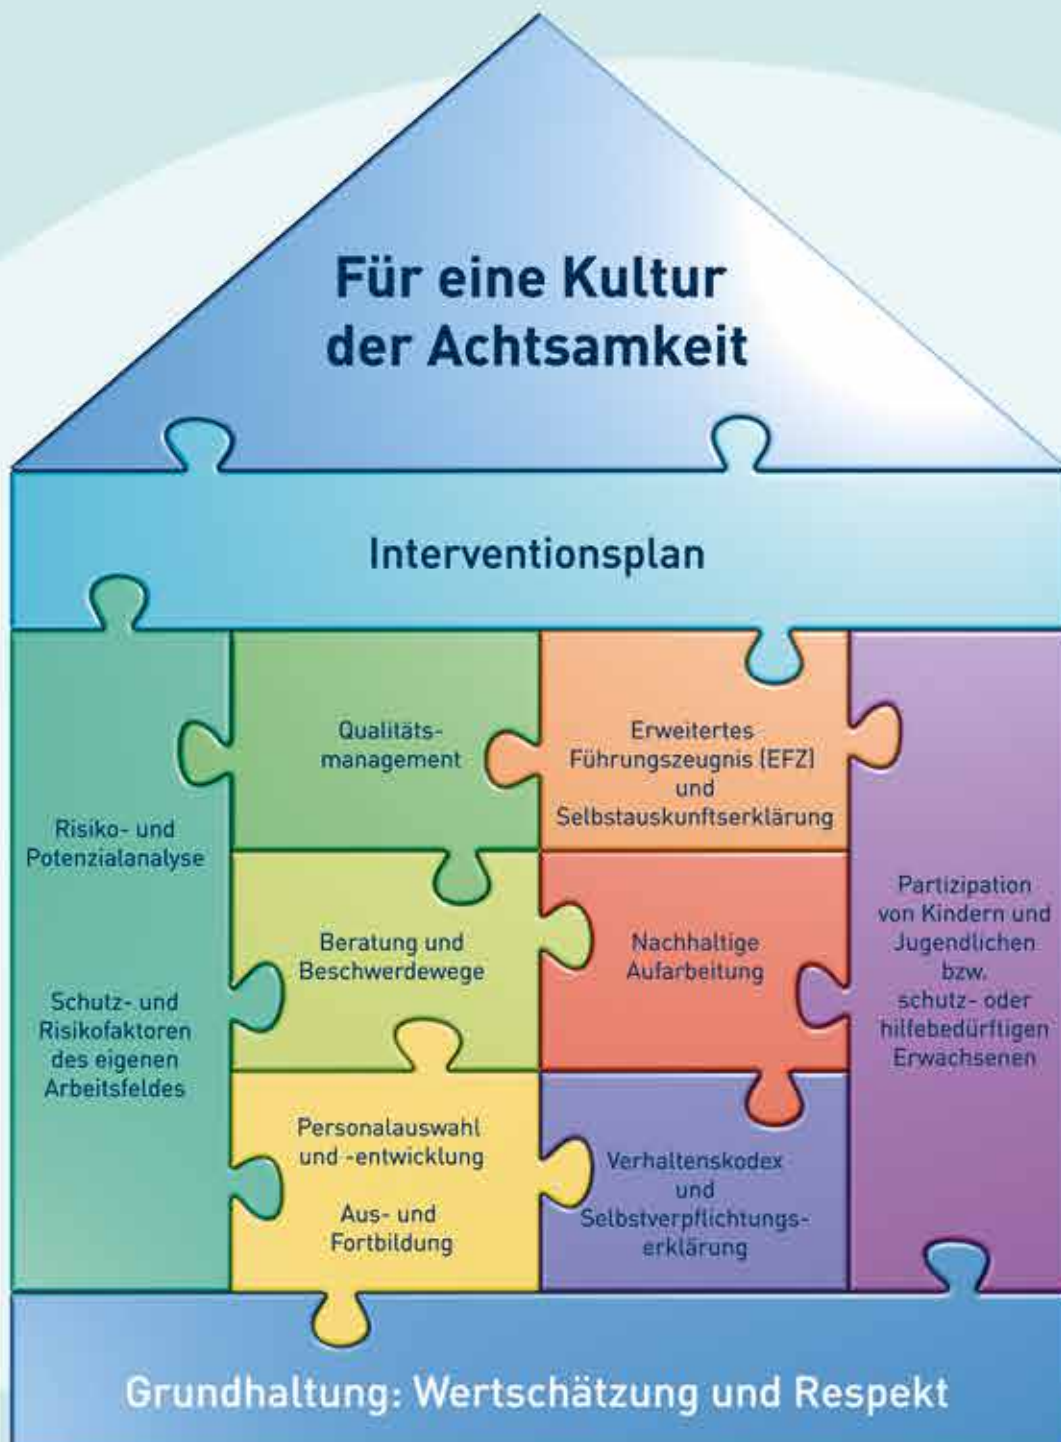 Für eine Kultur
der Achtsamkeit
Interventionsplan
Risiko- und
Potenzialanalyse
Schutz- und
Risikofaktoren
des eigenen
Arbeitsfeldes
Qualitäts-
management
Erweitertes
Führungszeugnis (EFZ)
und
Selbstauskunftserklärung
Beratung und
Beschwerdewege
Nachhaltige
Aufarbeitung
Personalauswahl
und -entwicklung
Aus- und
Fortbildung
Verhaltenskodex
und
Selbstverpflichtungs-
erklärung
Partizipation
von Kindern und
Jugendlichen
bzw.
schutz- oder
hilfebedürftigen
Erwachsenen
Grundhaltung: Wertschätzung und Respekt